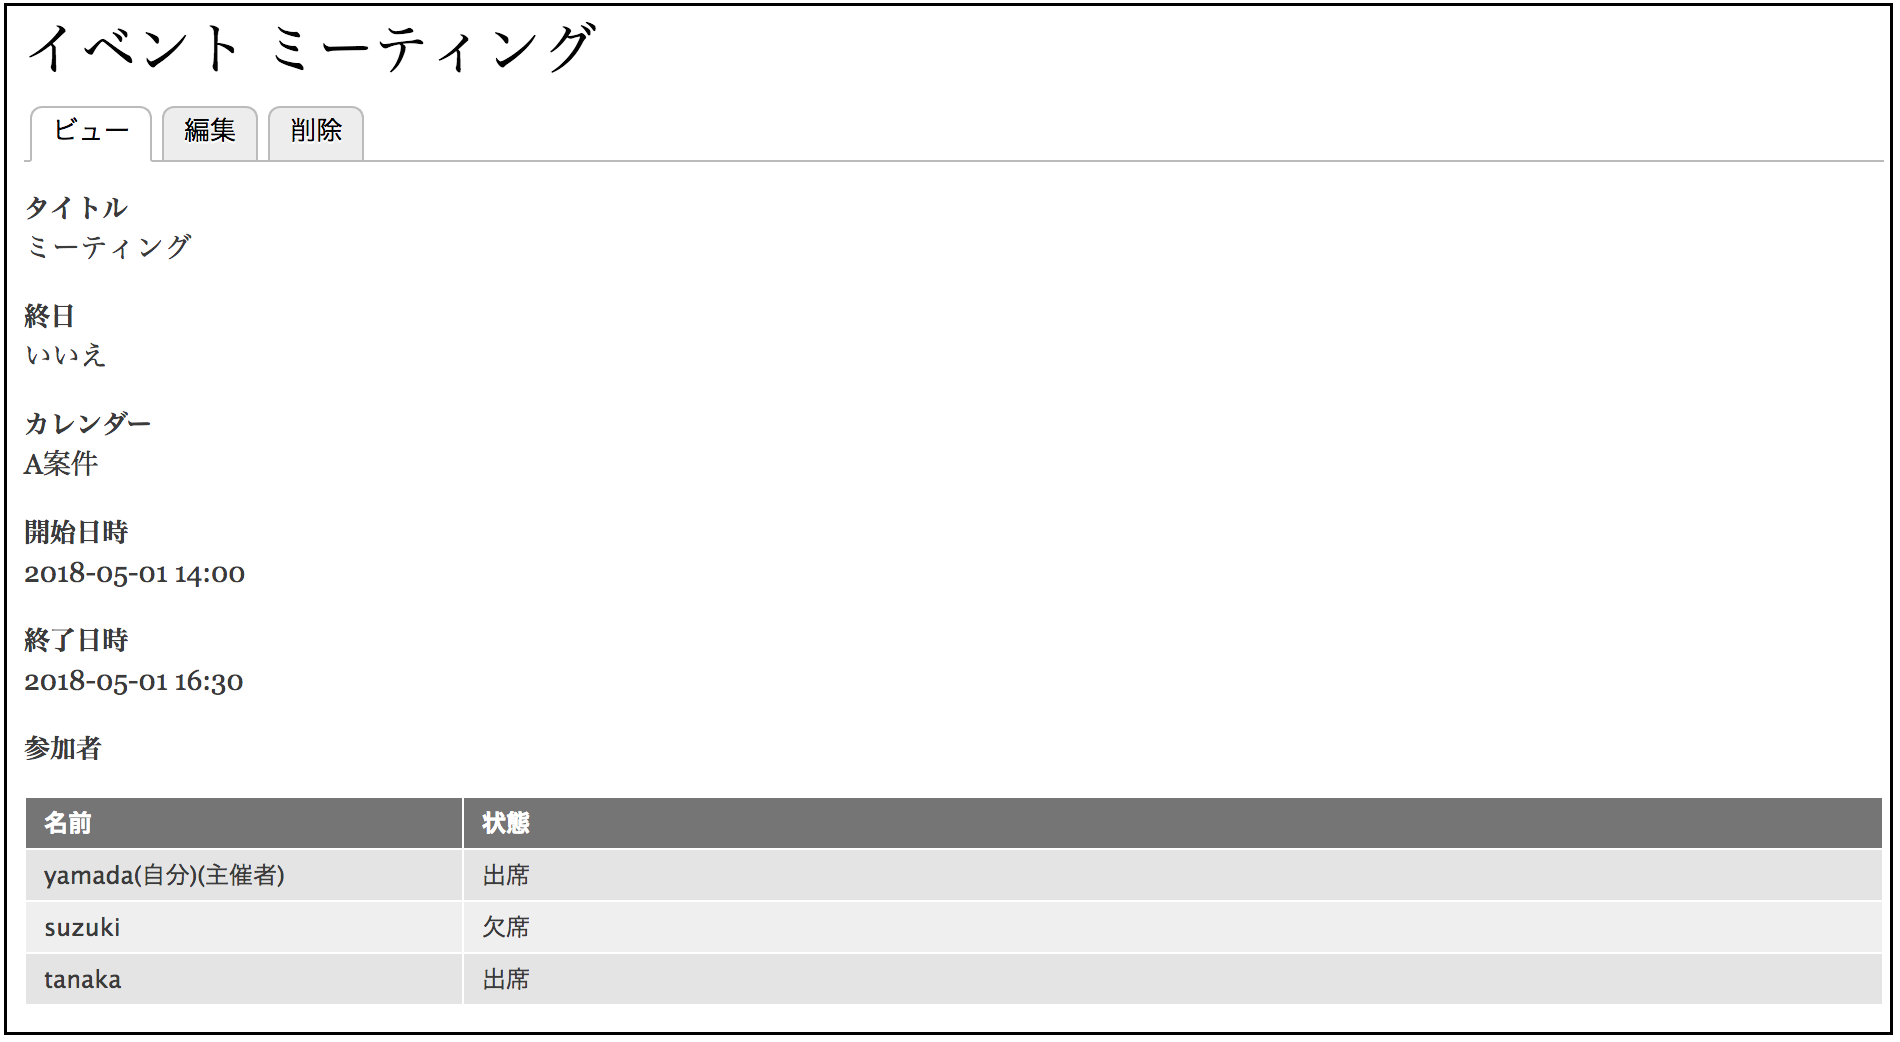 イベント ミーティング
ビュー 編集 削除
タイトル
ミーティング
終日
いいえ
カレンダー
A案件
開始日時
2018-05-01 14:00
終了日時
2018-05-01 16:30
参加者
名前 状態
yamada(自分)(主催者) 出席
suzuki 欠席
tanaka 出席